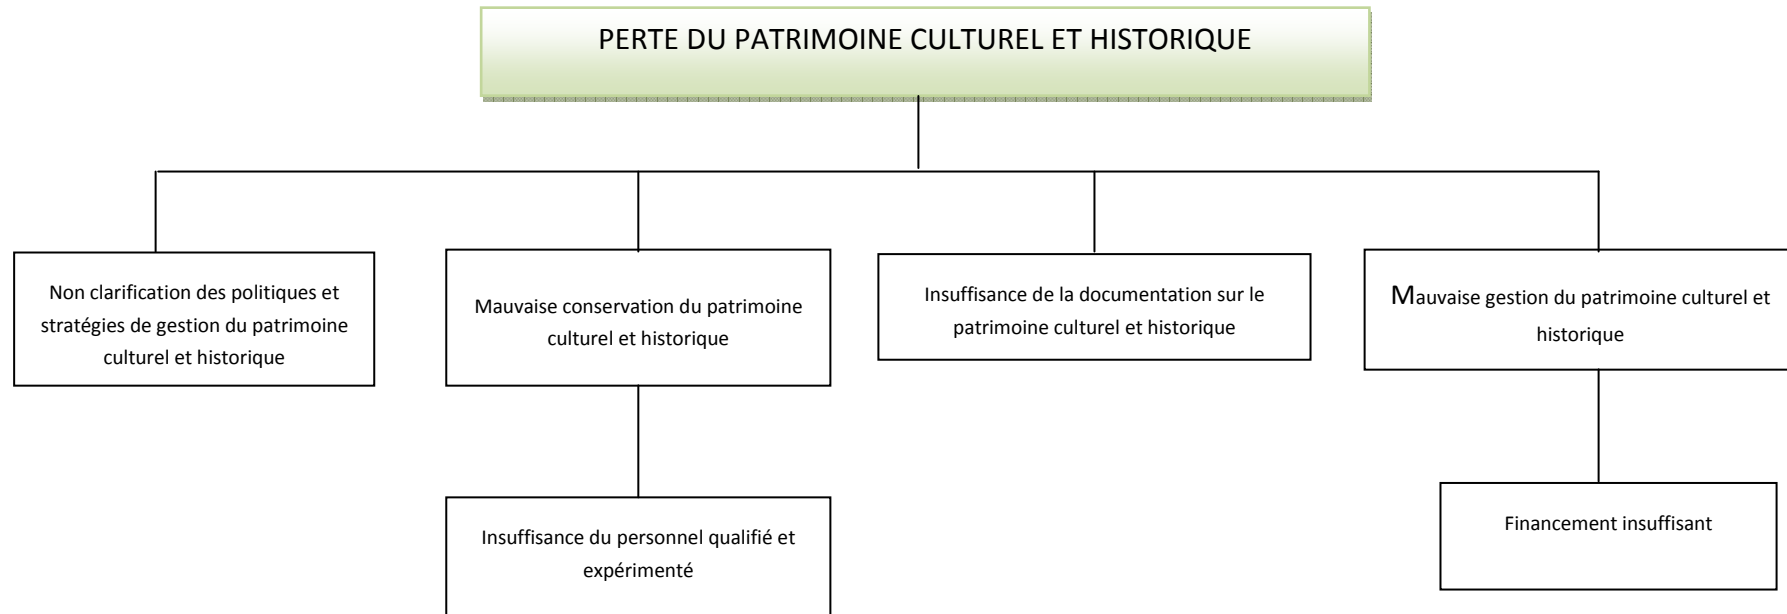 PERTE DU PATRIMOINE CULTUREL ET HISTORIQUE
Non clarification des politiques et
stratégies de gestion du patrimoine
culturel et historique
Mauvaise conservation du patrimoine
culturel et historique
Insuffisance de la documentation sur le
patrimoine culturel et historique
Mauvaise gestion du patrimoine culturel et
historique
Insuffisance du personnel qualifié et
expérimenté
Financement insuffisant